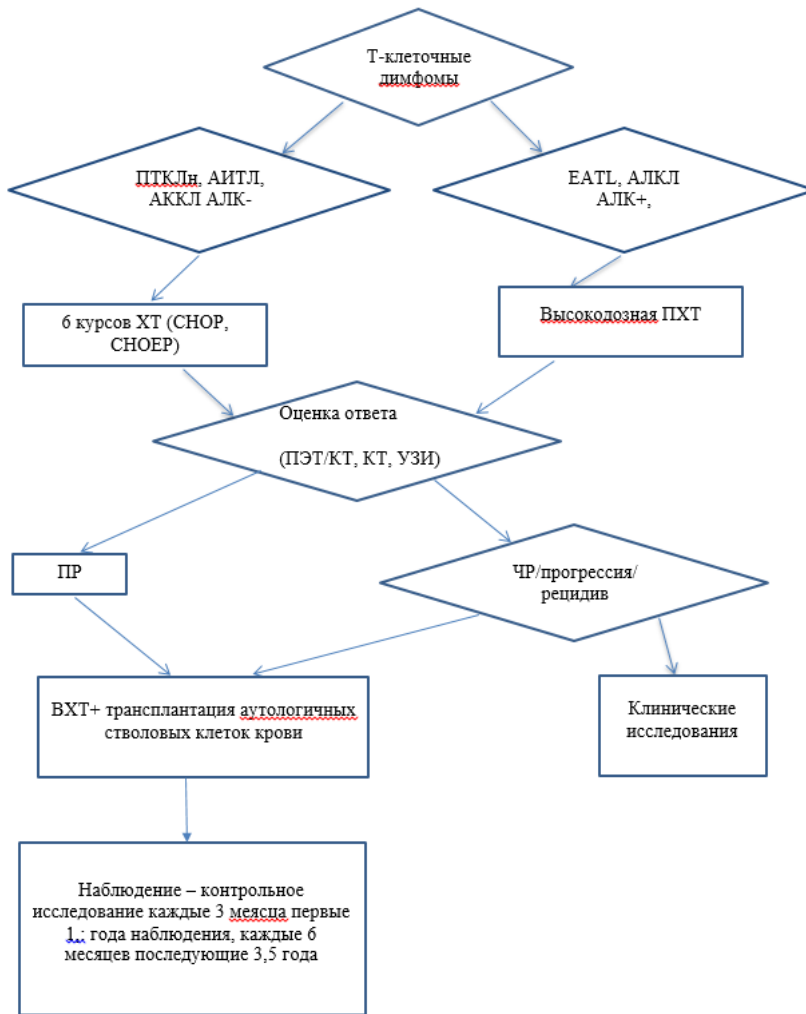 Т-клеточные
димфомы
ПТКЛн, АИТЛ,
АККЛ АЛК-
EATL, АЛКЛ
АЛК+,
6 курсов ХТ (CHOP,
CHOEP)
Высокодозная ПХТ
Оценка ответа
(ПЭТ/КТ, КТ, УЗИ)
ПР
ЧР/прогрессия/
рецидив
ВХТ+ трансплантация аутологичных
стволовых клеток крови
Клинические
исследования
Наблюдение – контрольное
исследование каждые 3 меясца первые
1,: года наблюдения, каждые 6
месяцев последующие 3,5 года